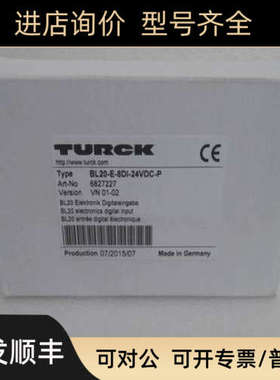 进店询价 型号齐全
TURCK
CE
http://www.turck.com
Type BL20-E-8DI-24VDC-P
Art-No 6827227
Version VN 01-02
BL20 Elektronik Digitaleingabe
BL20 electronics digital input
BL20 entrée digital électronique
Production 07/2015/07 Made in Germany
发顺丰
可对公 可开专票/普